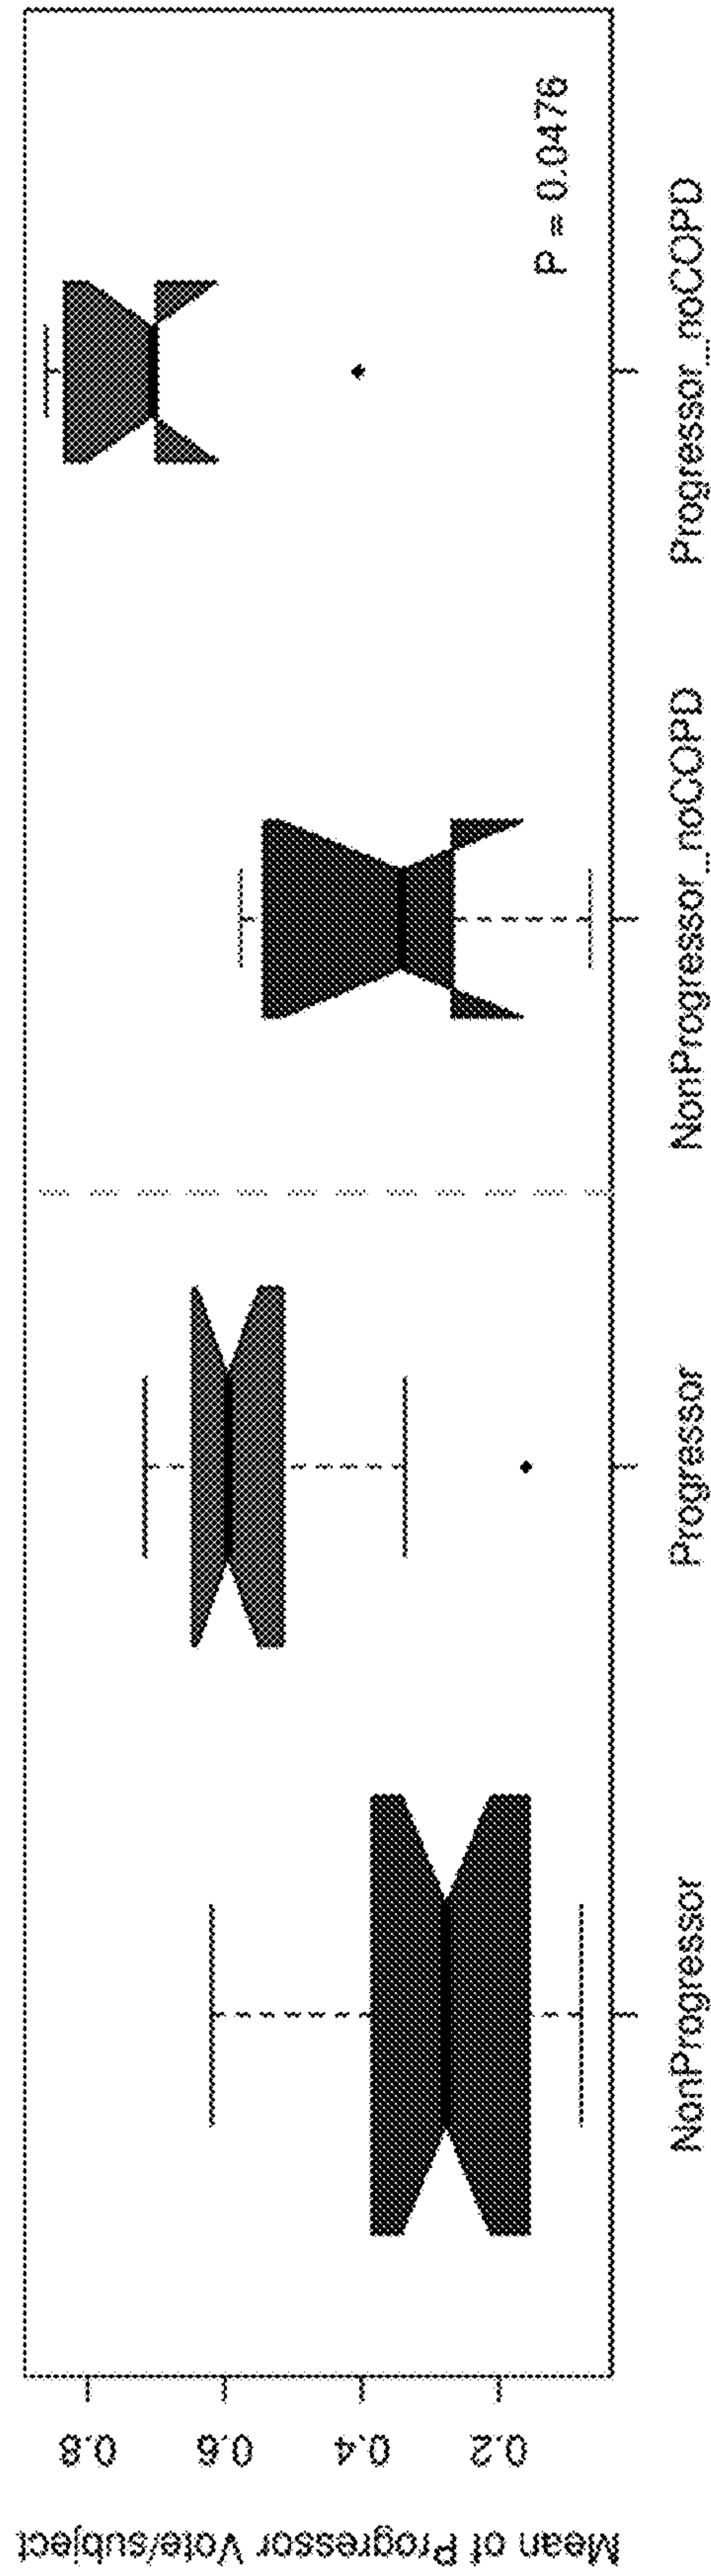 Mean of Progressor Vote/subject
0.8
0.6
0.4
0.2
P = 0.0476
NonProgressor
Progressor
NonProgressor_noCOPD
Progressor_noCOPD